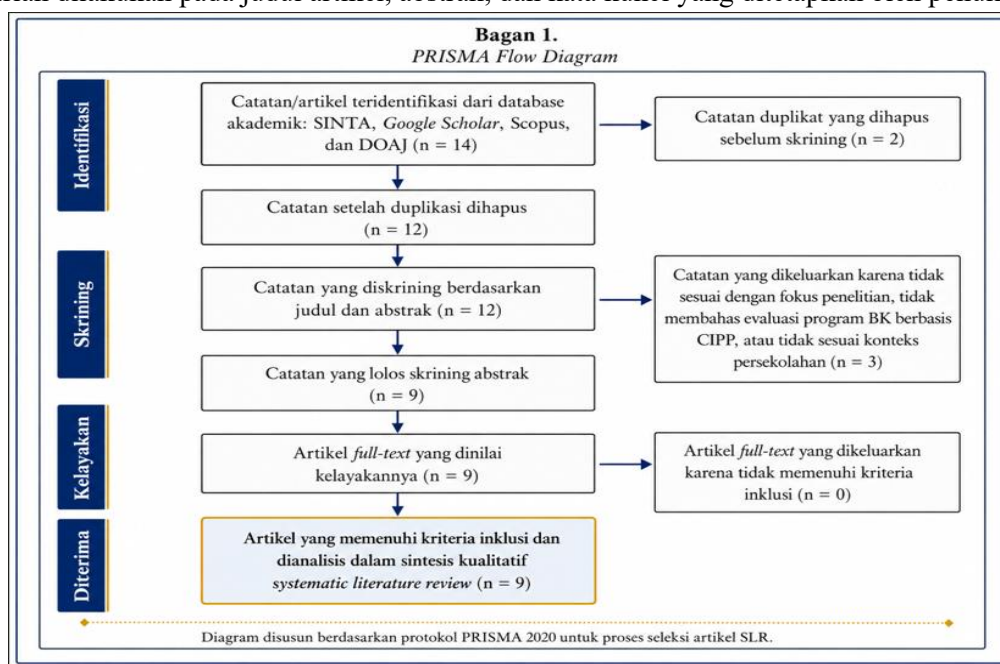 Bagan 1.
PRISMA Flow Diagram
Identifikasi
Catatan/artikel teridentifikasi dari database
akademik: SINTA, Google Scholar, Scopus,
dan DOAJ (n = 14)
Catatan duplikat yang dihapus
sebelum skrining (n = 2)
Catatan setelah duplikasi dihapus
(n = 12)
Skrining
Catatan yang diskrining berdasarkan
judul dan abstrak (n = 12)
Catatan yang dikeluarkan karena tidak
sesuai dengan fokus penelitian, tidak
membahas evaluasi program BK berbasis
CIPP, atau tidak sesuai konteks
persekolahan (n = 3)
Catatan yang lolos skrining abstrak
(n = 9)
Kelayakan
Artikel full-text yang dinilai
kelayakannya (n = 9)
Artikel full-text yang dikeluarkan
karena tidak memenuhi kriteria
inklusi (n = 0)
Diterima
Artikel yang memenuhi kriteria inklusi dan
dianalisis dalam sintesis kualitatif
systematic literature review (n = 9)
Diagram disusun berdasarkan protokol PRISMA 2020 untuk proses seleksi artikel SLR.